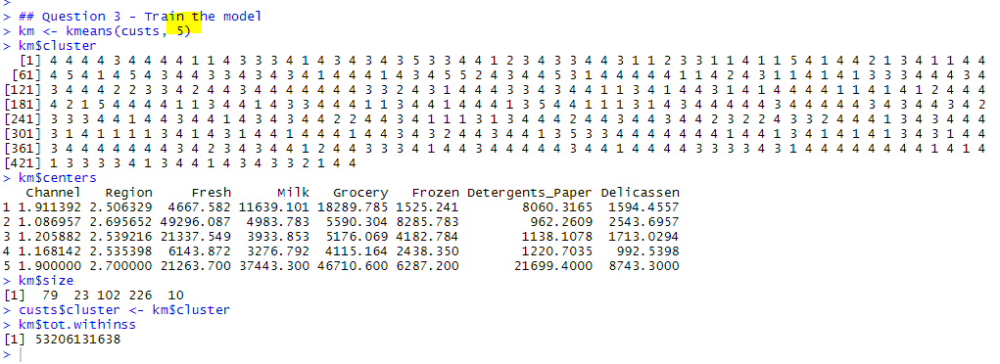 >
> ## Question 3 - Train the model
> km <- kmeans(custs, 5)
> km$cluster
[1] 4 4 4 4 3 4 4 4 4 1 1 4 3 3 3 4 1 4 3 4 3 4 3 5 3 3 4 4 1 2 3 4 3 3 4 4 3 1 1 2 3 3 1 1 4 1 1 5 4 1 4 4 2 1 3 4 1 1 4 4
[61] 4 5 4 1 4 5 4 3 4 4 3 3 4 3 4 3 4 1 4 4 4 1 4 3 4 5 5 2 4 3 4 4 5 3 1 4 4 4 4 4 1 1 4 2 4 3 1 1 4 1 4 1 3 3 3 4 4 4 3 4
[121] 3 4 4 4 2 2 3 3 4 2 4 4 3 4 4 4 4 4 4 4 3 3 2 4 3 1 4 4 4 3 4 3 3 4 4 1 1 3 4 1 4 4 3 1 4 1 4 4 4 4 1 1 4 1 4 1 2 4 4 4
[181] 4 2 1 5 4 4 4 4 1 1 3 4 4 1 4 3 3 4 4 4 1 1 3 4 4 1 4 4 4 1 3 5 4 4 1 1 1 3 1 4 3 4 4 4 4 4 3 4 4 4 4 4 3 4 3 4 4 3 4 2
[241] 3 3 3 4 4 1 4 4 3 4 4 1 4 3 4 4 3 4 4 2 2 4 4 3 4 1 1 1 3 1 3 4 4 4 2 4 4 3 4 4 3 4 4 2 3 2 2 4 3 3 2 4 4 4 1 3 4 3 4 4 4
[301] 3 1 4 1 1 1 1 3 4 1 4 3 1 4 4 1 4 4 4 1 4 4 3 4 3 2 4 4 3 4 4 1 3 5 3 3 4 4 4 4 4 4 4 1 4 4 1 3 4 1 4 1 4 1 3 4 3 1 4 4
[361] 3 4 4 4 4 4 4 4 3 4 2 3 4 3 4 4 1 2 4 4 3 3 3 4 1 4 4 3 4 4 4 4 4 3 4 4 1 4 4 4 4 3 3 3 3 4 3 1 4 4 4 4 4 4 4 4 1 4 1 4
[421] 1 3 3 3 3 4 1 3 4 4 1 4 3 4 3 3 2 1 4 4
> km$centers
Channel Region Fresh Milk Grocery Frozen Detergents_Paper Delicassen
1 1.911392 2.506329 4667.582 11639.101 18289.785 1525.241 8060.3165 1594.4557
2 1.086957 2.695652 49296.087 4983.783 5590.304 8285.783 962.2609 2543.6957
3 1.205882 2.539216 21337.549 3933.853 5176.069 4182.784 1138.1078 1713.0294
4 1.168142 2.535398 6143.872 3276.792 4115.164 2438.350 1220.7035 992.5398
5 1.900000 2.700000 21263.700 37443.300 46710.600 6287.200 21699.4000 8743.3000
> km$size
[1] 79 23 102 226 10
> custs$cluster <- km$cluster
> km$tot.withinss
[1] 53206131638
>